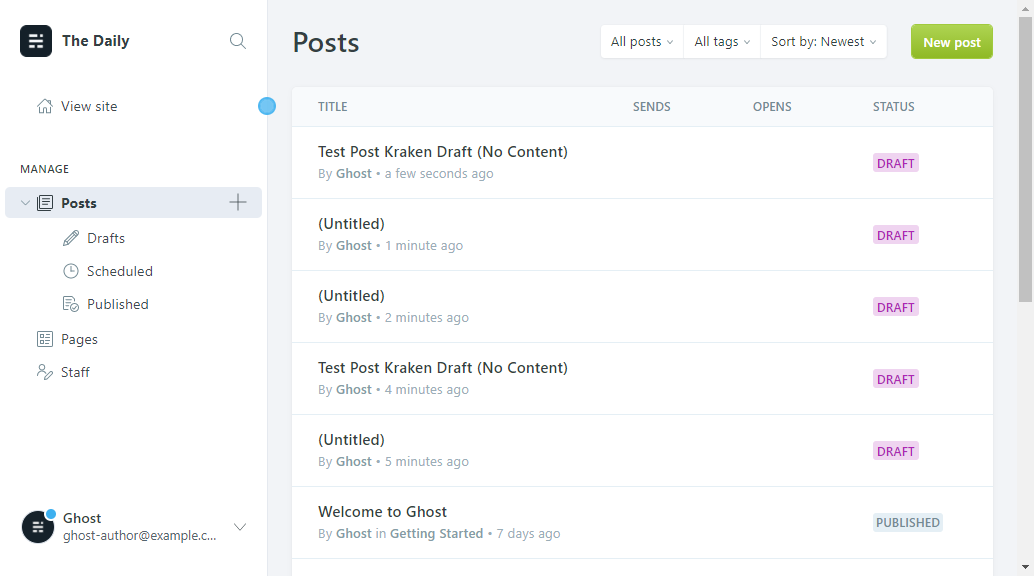 The Daily
View site
MANAGE
Posts
Drafts
Scheduled
Published
Pages
Staff
Ghost
ghost-author@example.c...
Posts
All posts
All tags
Sort by: Newest
New post
TITLE SENDS OPENS STATUS
Test Post Kraken Draft (No Content)
By Ghost • a few seconds ago
DRAFT
(Untitled)
By Ghost • 1 minute ago
DRAFT
(Untitled)
By Ghost • 2 minutes ago
DRAFT
Test Post Kraken Draft (No Content)
By Ghost • 4 minutes ago
DRAFT
(Untitled)
By Ghost • 5 minutes ago
DRAFT
Welcome to Ghost
By Ghost in Getting Started • 7 days ago
PUBLISHED